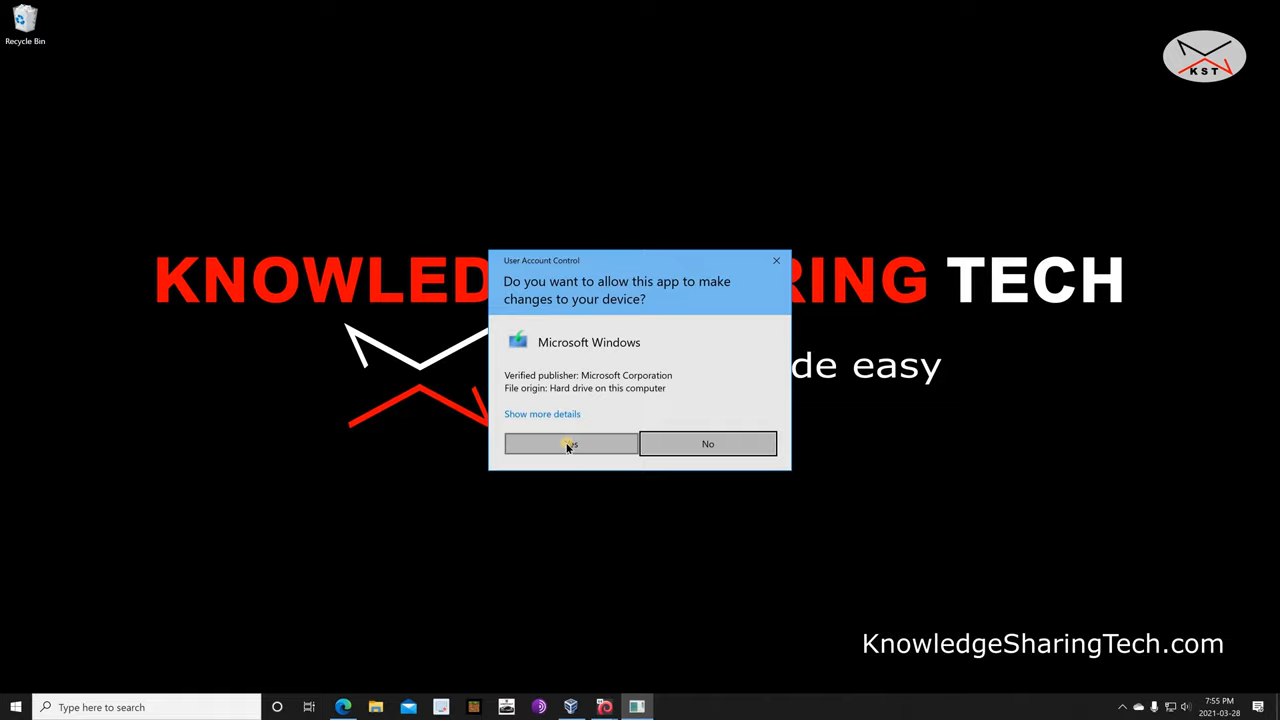 Recycle Bin
KST
User Account Control
Do you want to allow this app to make
changes to your device?
Microsoft Windows
Verified publisher: Microsoft Corporation
File origin: Hard drive on this computer
Show more details
No
KNOWLED
RING TECH
de easy
KnowledgeSharingTech.com
Type here to search
7:55 PM
2021-03-28